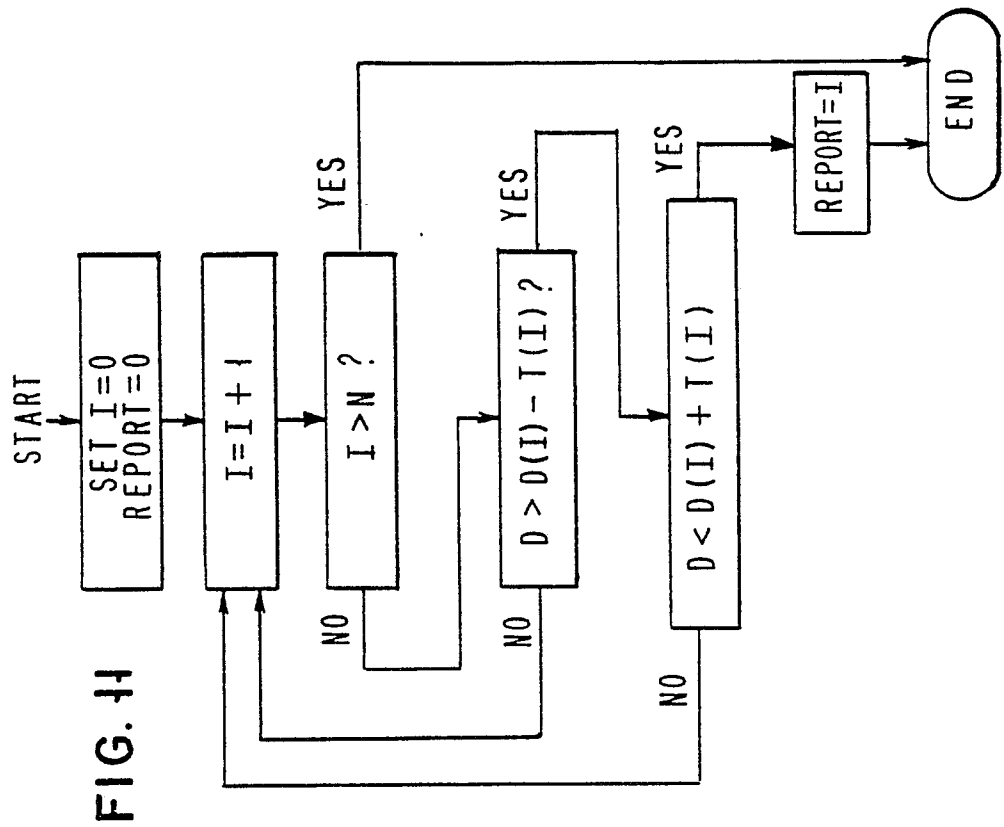 FIG. 11
START
SET I=0
REPORT=0
I=I+1
I>N ?
YES
NO
D>D(I)-T(I)?
YES
NO
D<D(I)+T(I)
YES
NO
REPORT=I
END